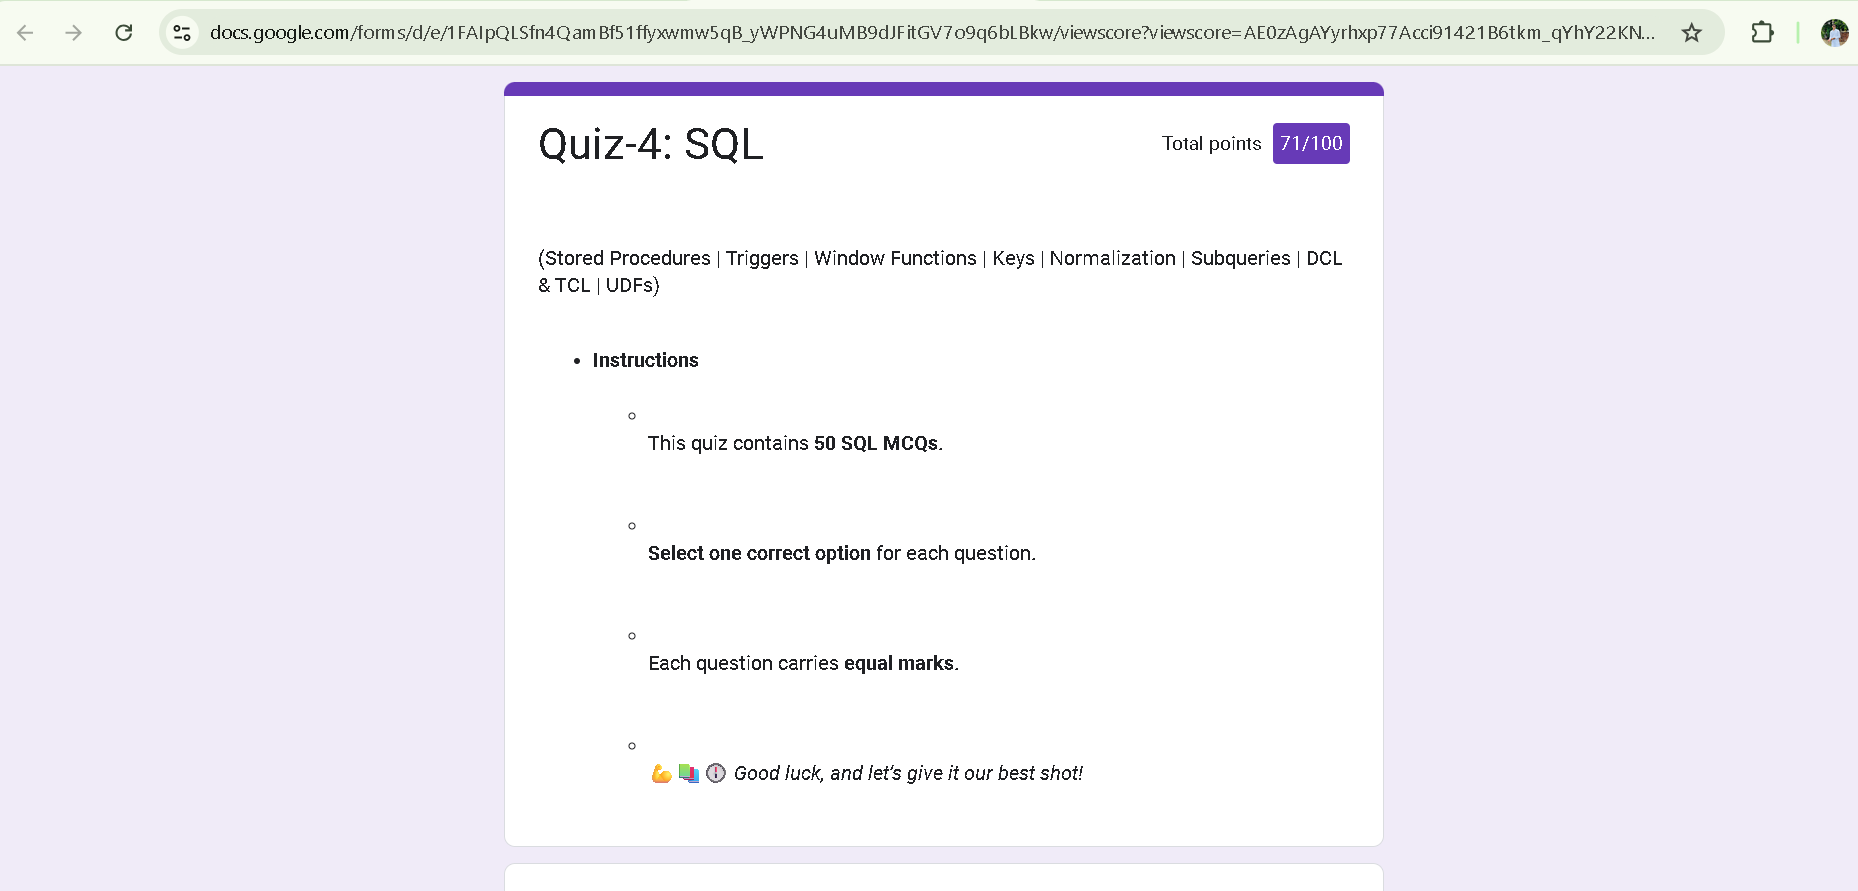 docs.google.com/forms/d/e/1FAIpQLSfn4QamBf51ffyxwmw5qB_yWPNG4uMB9dJFitGV7o9q6bLBkw/viewscore?viewscore=AE0zAgAYyrhxp77Acci91421B6tkm_qYhY22KN...
Quiz-4: SQL
Total points 71/100
(Stored Procedures | Triggers | Window Functions | Keys | Normalization | Subqueries | DCL
& TCL | UDFs)
• Instructions
This quiz contains 50 SQL MCQs.
Select one correct option for each question.
Each question carries equal marks.
💪 📚 🕛 Good luck, and let's give it our best shot!